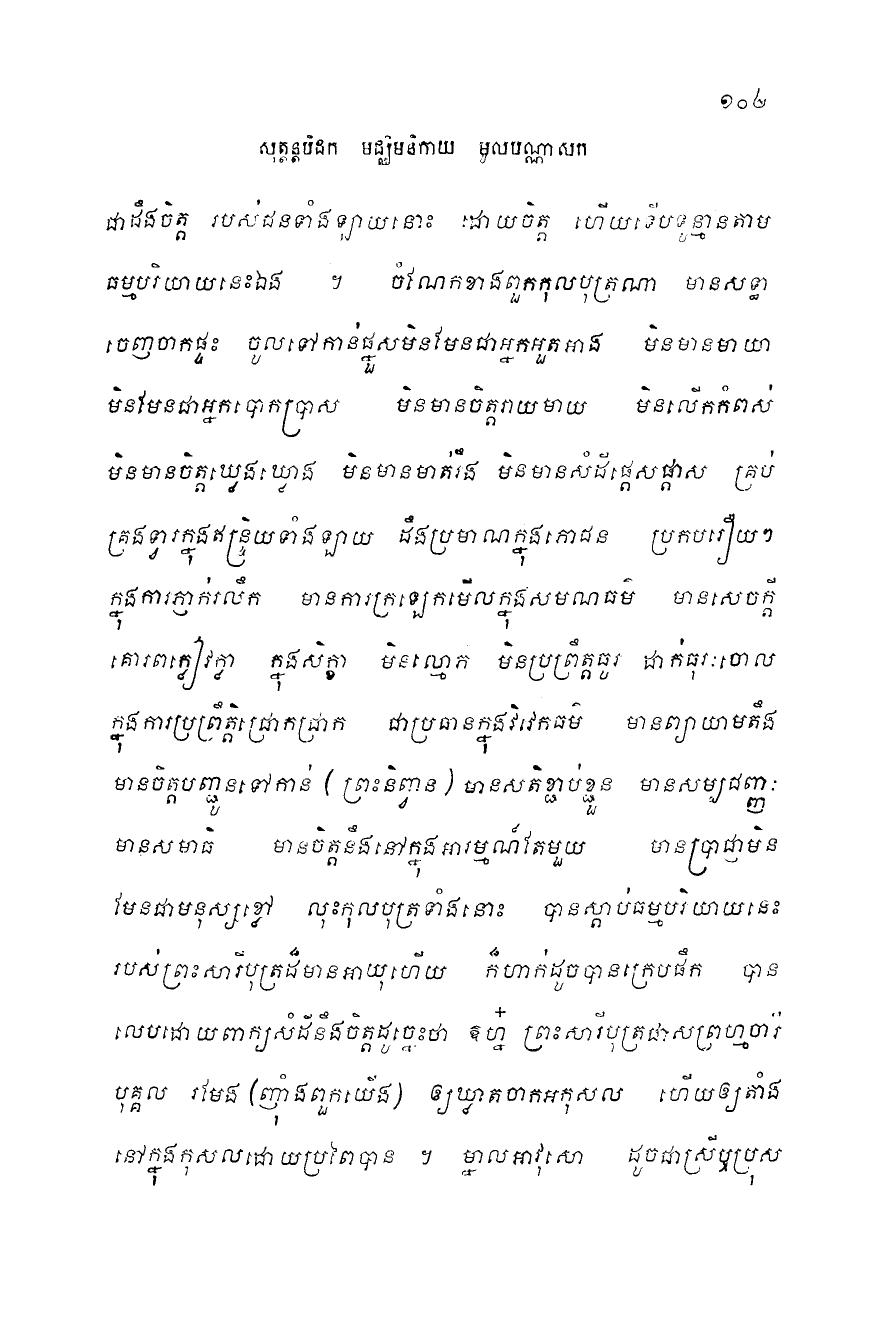 ១០៤
សុត្តន្តបិដក មជ្ឈិមនិកាយ មូលបណ្ណាសក
ជាដឹងចិត្ត របស់ជនទាំងឡាយនោះ ដោយចិត្ត ហើយទើបទូន្មានតាម
ធម្មបរិយាយនេះឯង ។ ចំណែកខាងពួកកុលបុត្រណា មានសទ្ធា
ចេញចាកផ្ទះ ចូលទៅកាន់ផ្នួសមិនមែនជាអ្នកអួតអាង មិនមានមាយា
មិនមែនជាអ្នកបោកប្រាស មិនមានចិត្តរាយមាយ មិនលើកកំពស់
មិនមានចិត្តឃ្វេងឃ្វាង មិនមានមាត់រឹង មិនមានសំដីផ្តេសផ្តាស គ្រប់
គ្រងទ្វារក្នុងឥន្ទ្រិយទាំងឡាយ ដឹងប្រមាណក្នុងភោជន ប្រកបរឿយៗ
ក្នុងការភ្ញាក់រលឹក មានការក្រឡេកមើលក្នុងសមណធម៌ មានសេចក្តី
គោរពក្លៀវក្លា ក្នុងសិក្ខា មិនល្មោភ មិនប្រព្រឹត្តធូរ ដាក់ធុរៈចោល
ក្នុងការប្រព្រឹត្តិជ្រោកជ្រាក ជាប្រធានក្នុងវិវេកធម៌ មានព្យាយាមតឹង
មានចិត្តបញ្ជូនទៅកាន់ (ព្រះនិព្វាន) មានសតិខ្ជាប់ខ្ជួន មានសម្បជញ្ញៈ
មានសមាធិ មានចិត្តនឹងនៅក្នុងអារម្មណ៍តែមួយ មានប្រាជ្ញាមិន
មែនជាមនុស្សខ្លៅ លុះកុលបុត្រទាំងនោះ បានស្តាប់ធម្មបរិយាយនេះ
របស់ព្រះសារីបុត្រដ៏មានអាយុហើយ ក៏ហាក់ដូចបានក្រេបផឹក បាន
លេបដោយពាក្យសំដីនឹងចិត្តដូច្នេះថា ឱហ្ន៎ ព្រះសារីបុត្រជាសព្រហ្មចារី
បុគ្គល រមែង (ញ៉ាំងពួកយើង) ឲ្យឃ្លាតចាកអកុសល ហើយឲ្យតាំង
នៅក្នុងកុសលដោយប្រពៃបាន ។ ម្នាលអាវុសោ ដូចជាស្រីឬប្រុស